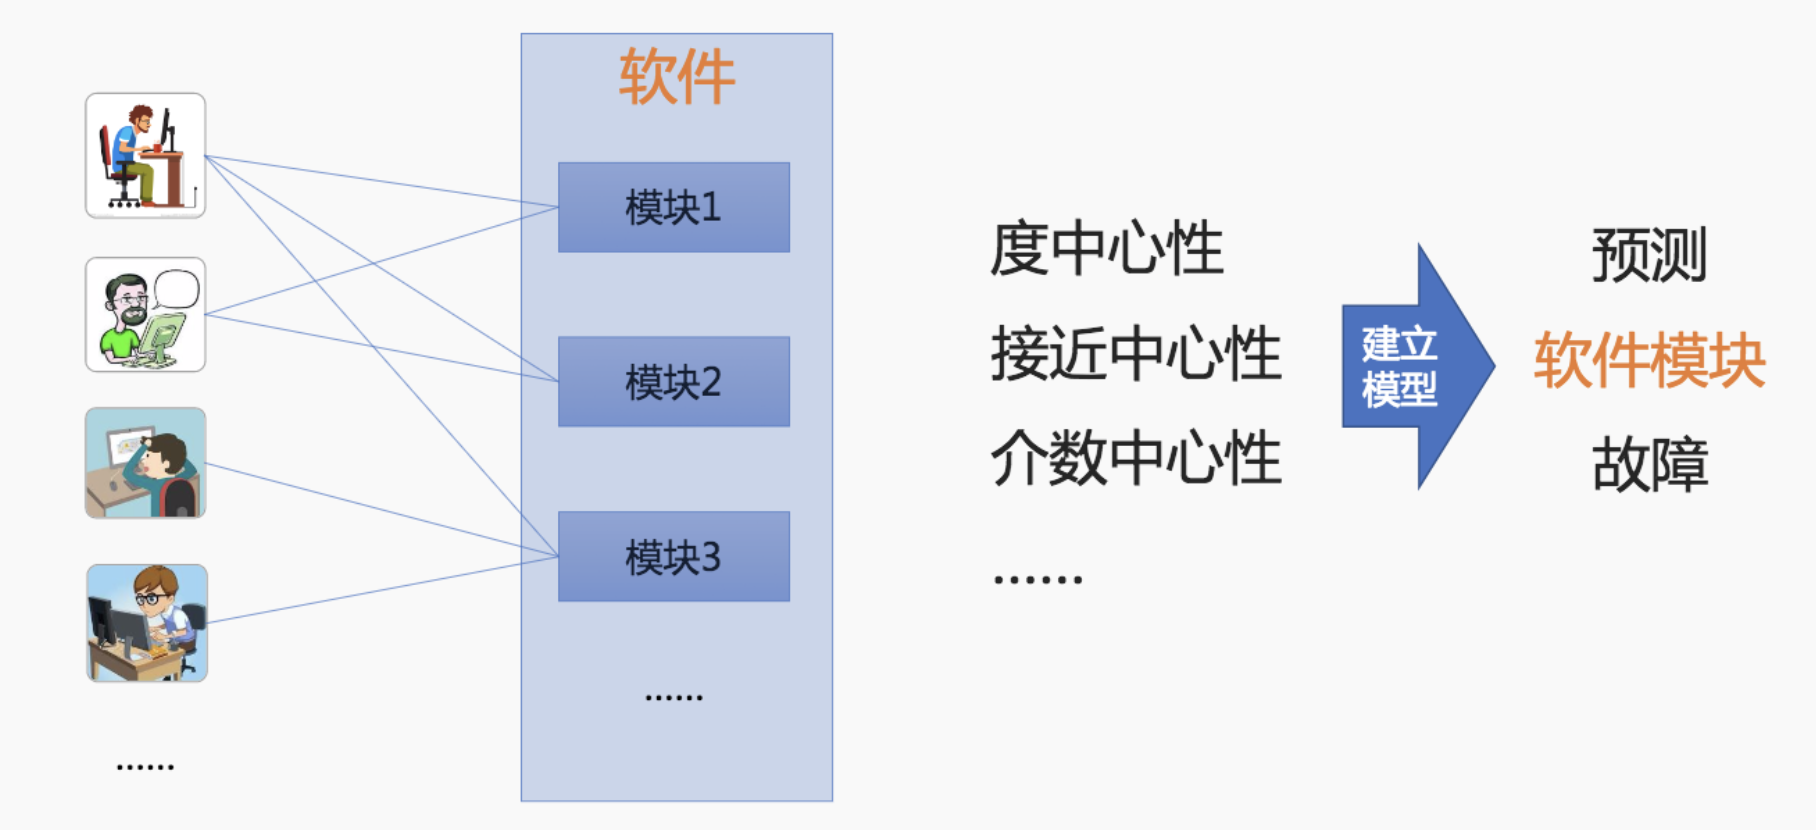 软件
模块1
模块2
模块3
……
……
度中心性
接近中心性
介数中心性
……
建立
模型
预测
软件模块
故障